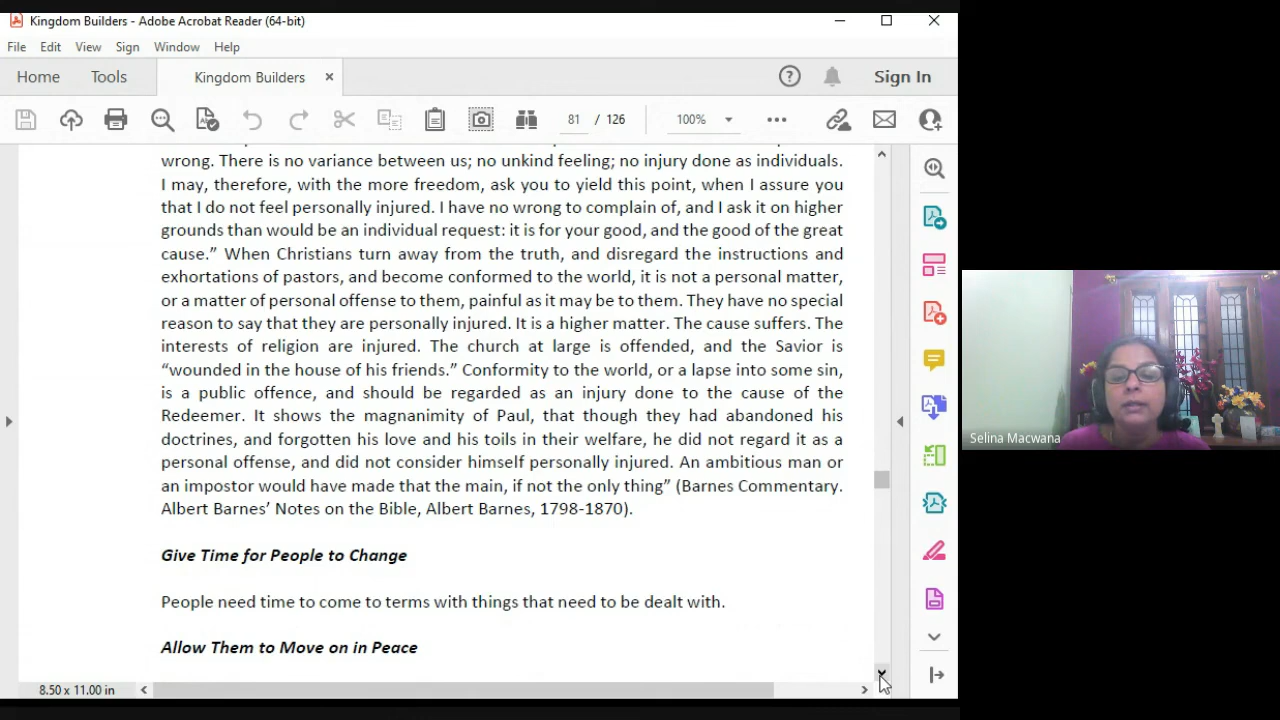 Kingdom Builders - Adobe Acrobat Reader (64-bit)
File Edit View Sign Window Help
Home Tools Kingdom Builders × Sign In
81 / 126 100%
wrong. There is no variance between us; no unkind feeling; no injury done as individuals.
I may, therefore, with the more freedom, ask you to yield this point, when I assure you
that I do not feel personally injured. I have no wrong to complain of, and I ask it on higher
grounds than would be an individual request: it is for your good, and the good of the great
cause.” When Christians turn away from the truth, and disregard the instructions and
exhortations of pastors, and become conformed to the world, it is not a personal matter,
or a matter of personal offense to them, painful as it may be to them. They have no special
reason to say that they are personally injured. It is a higher matter. The cause suffers. The
interests of religion are injured. The church at large is offended, and the Savior is
“wounded in the house of his friends.” Conformity to the world, or a lapse into some sin,
is a public offence, and should be regarded as an injury done to the cause of the
Redeemer. It shows the magnanimity of Paul, that though they had abandoned his
doctrines, and forgotten his love and his toils in their welfare, he did not regard it as a
personal offense, and did not consider himself personally injured. An ambitious man or
an impostor would have made that the main, if not the only thing” (Barnes Commentary.
Albert Barnes’ Notes on the Bible, Albert Barnes, 1798-1870).
Give Time for People to Change
People need time to come to terms with things that need to be dealt with.
Allow Them to Move on in Peace
8.50 x 11.00 in
Selina Macwana